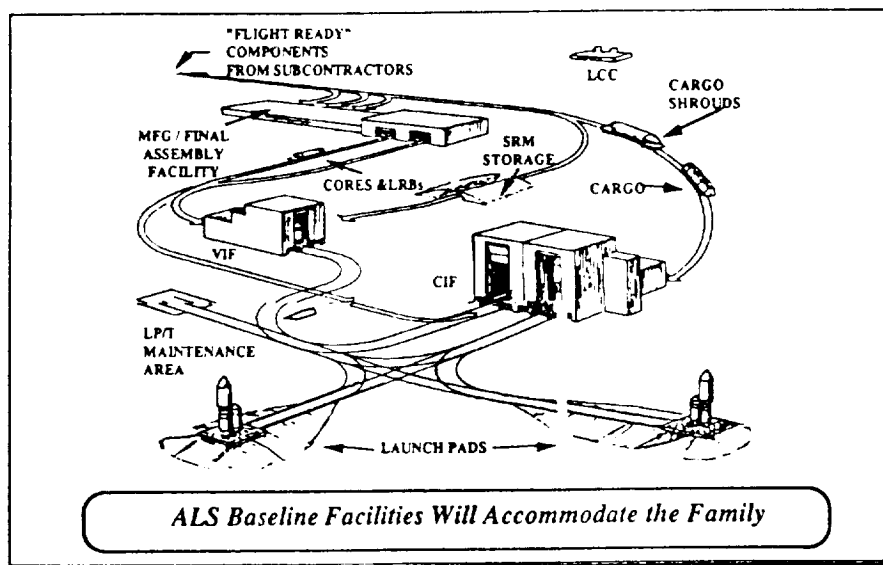 "FLIGHT READY"
COMPONENTS
FROM SUBCONTRACTORS
LCC
CARGO
SHROUDS
MFG / FINAL
ASSEMBLY
FACILITY
SRM
STORAGE
CORES &LRBs
CARGO
VIF
CIF
LP/T
MAINTENANCE
AREA
LAUNCH PADS
ALS Baseline Facilities Will Accommodate the Family